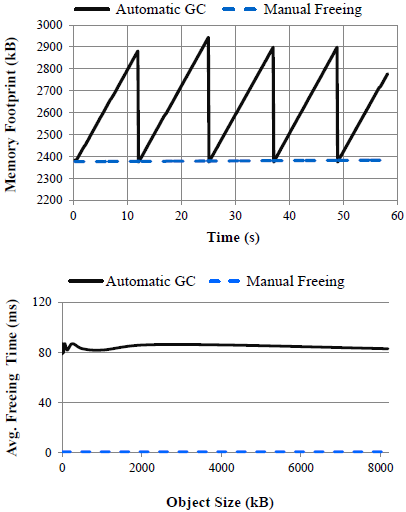 Automatic GC Manual Freeing
Memory Footprint (kB)
3000
2900
2800
2700
2600
2500
2400
2300
2200
0 10 20 30 40 50 60
Time (s)
Automatic GC Manual Freeing
Avg. Freeing Time (ms)
120
80
40
0
0 2000 4000 6000 8000
Object Size (kB)